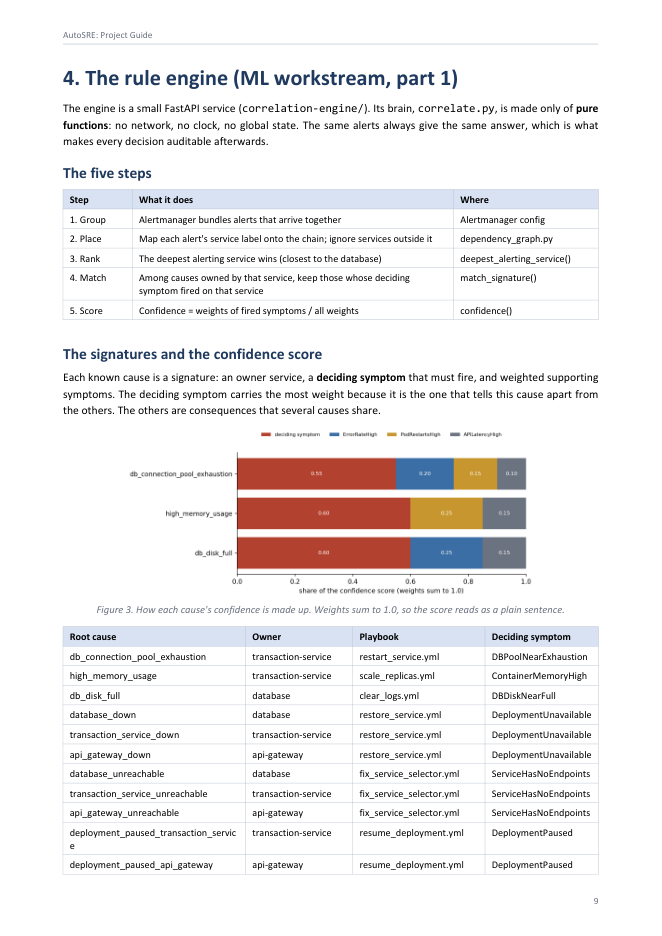 AutoSRE: Project Guide
4. The rule engine (ML workstream, part 1)
The engine is a small FastAPI service (correlation-engine/). Its brain, correlate.py, is made only of pure
functions: no network, no clock, no global state. The same alerts always give the same answer, which is what
makes every decision auditable afterwards.
The five steps
Step What it does Where
1. Group Alertmanager bundles alerts that arrive together Alertmanager config
2. Place Map each alert's service label onto the chain; ignore services outside it dependency_graph.py
3. Rank The deepest alerting service wins (closest to the database) deepest_alerting_service()
4. Match Among causes owned by that service, keep those whose deciding match_signature()
symptom fired on that service
5. Score Confidence = weights of fired symptoms / all weights confidence()
The signatures and the confidence score
Each known cause is a signature: an owner service, a deciding symptom that must fire, and weighted supporting
symptoms. The deciding symptom carries the most weight because it is the one that tells this cause apart from
the others. The others are consequences that several causes share.
deciding symptom ErrorRateHigh PodRestartsHigh APILatencyHigh
db_connection_pool_exhaustion 0.55 0.20 0.15 0.10
high_memory_usage 0.60 0.25 0.15
db_disk_full 0.60 0.25 0.15
0.0 0.2 0.4 0.6 0.8 1.0
share of the confidence score (weights sum to 1.0)
Figure 3. How each cause's confidence is made up. Weights sum to 1.0, so the score reads as a plain sentence.
Root cause Owner Playbook Deciding symptom
db_connection_pool_exhaustion transaction-service restart_service.yml DBPoolNearExhaustion
high_memory_usage transaction-service scale_replicas.yml ContainerMemoryHigh
db_disk_full database clear_logs.yml DBDiskNearFull
database_down database restore_service.yml DeploymentUnavailable
transaction_service_down transaction-service restore_service.yml DeploymentUnavailable
api_gateway_down api-gateway restore_service.yml DeploymentUnavailable
database_unreachable database fix_service_selector.yml ServiceHasNoEndpoints
transaction_service_unreachable transaction-service fix_service_selector.yml ServiceHasNoEndpoints
api_gateway_unreachable api-gateway fix_service_selector.yml ServiceHasNoEndpoints
deployment_paused_transaction_servic transaction-service resume_deployment.yml DeploymentPaused
e
deployment_paused_api_gateway api-gateway resume_deployment.yml DeploymentPaused
9